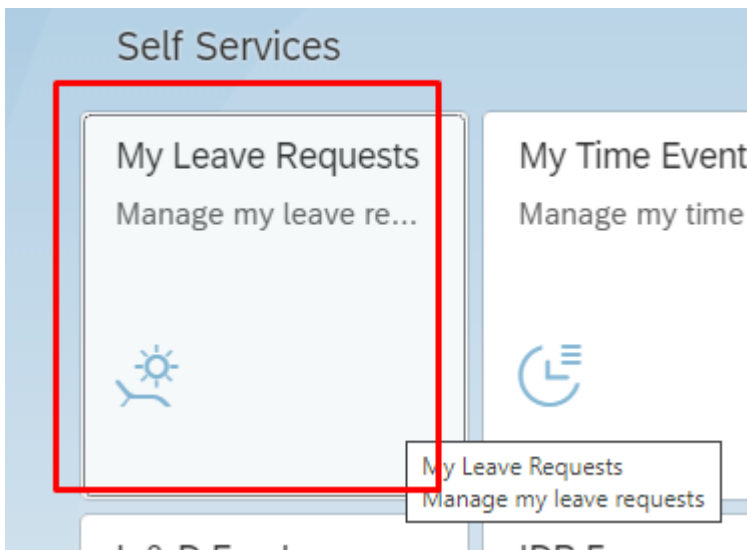 Self Services
My Leave Requests
Manage my leave re...
My Time Event
Manage my time
My Leave Requests
Manage my leave requests